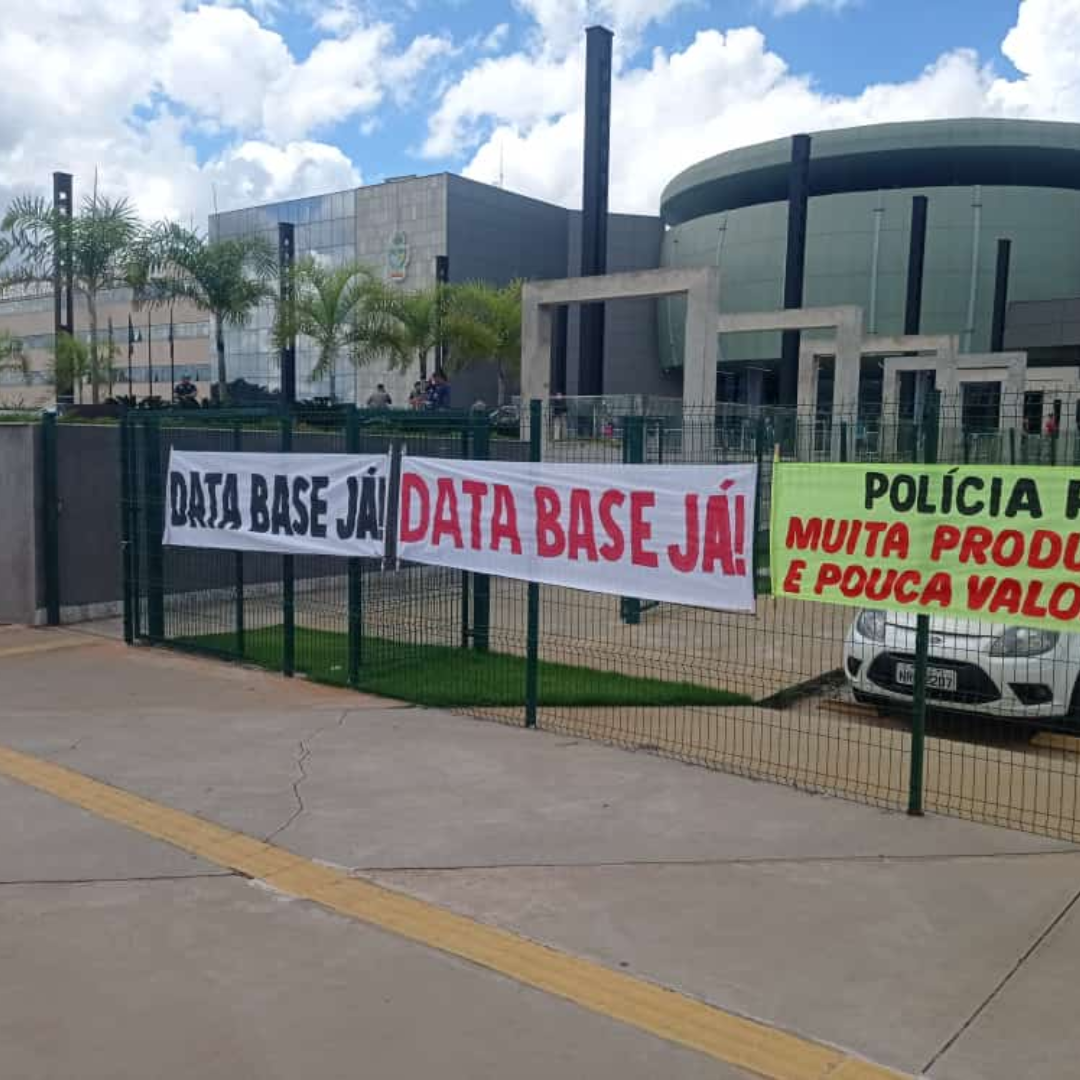 DATA BASE JÁ!
DATA BASE JÁ!
POLÍCIA
MUITA
E POUCA